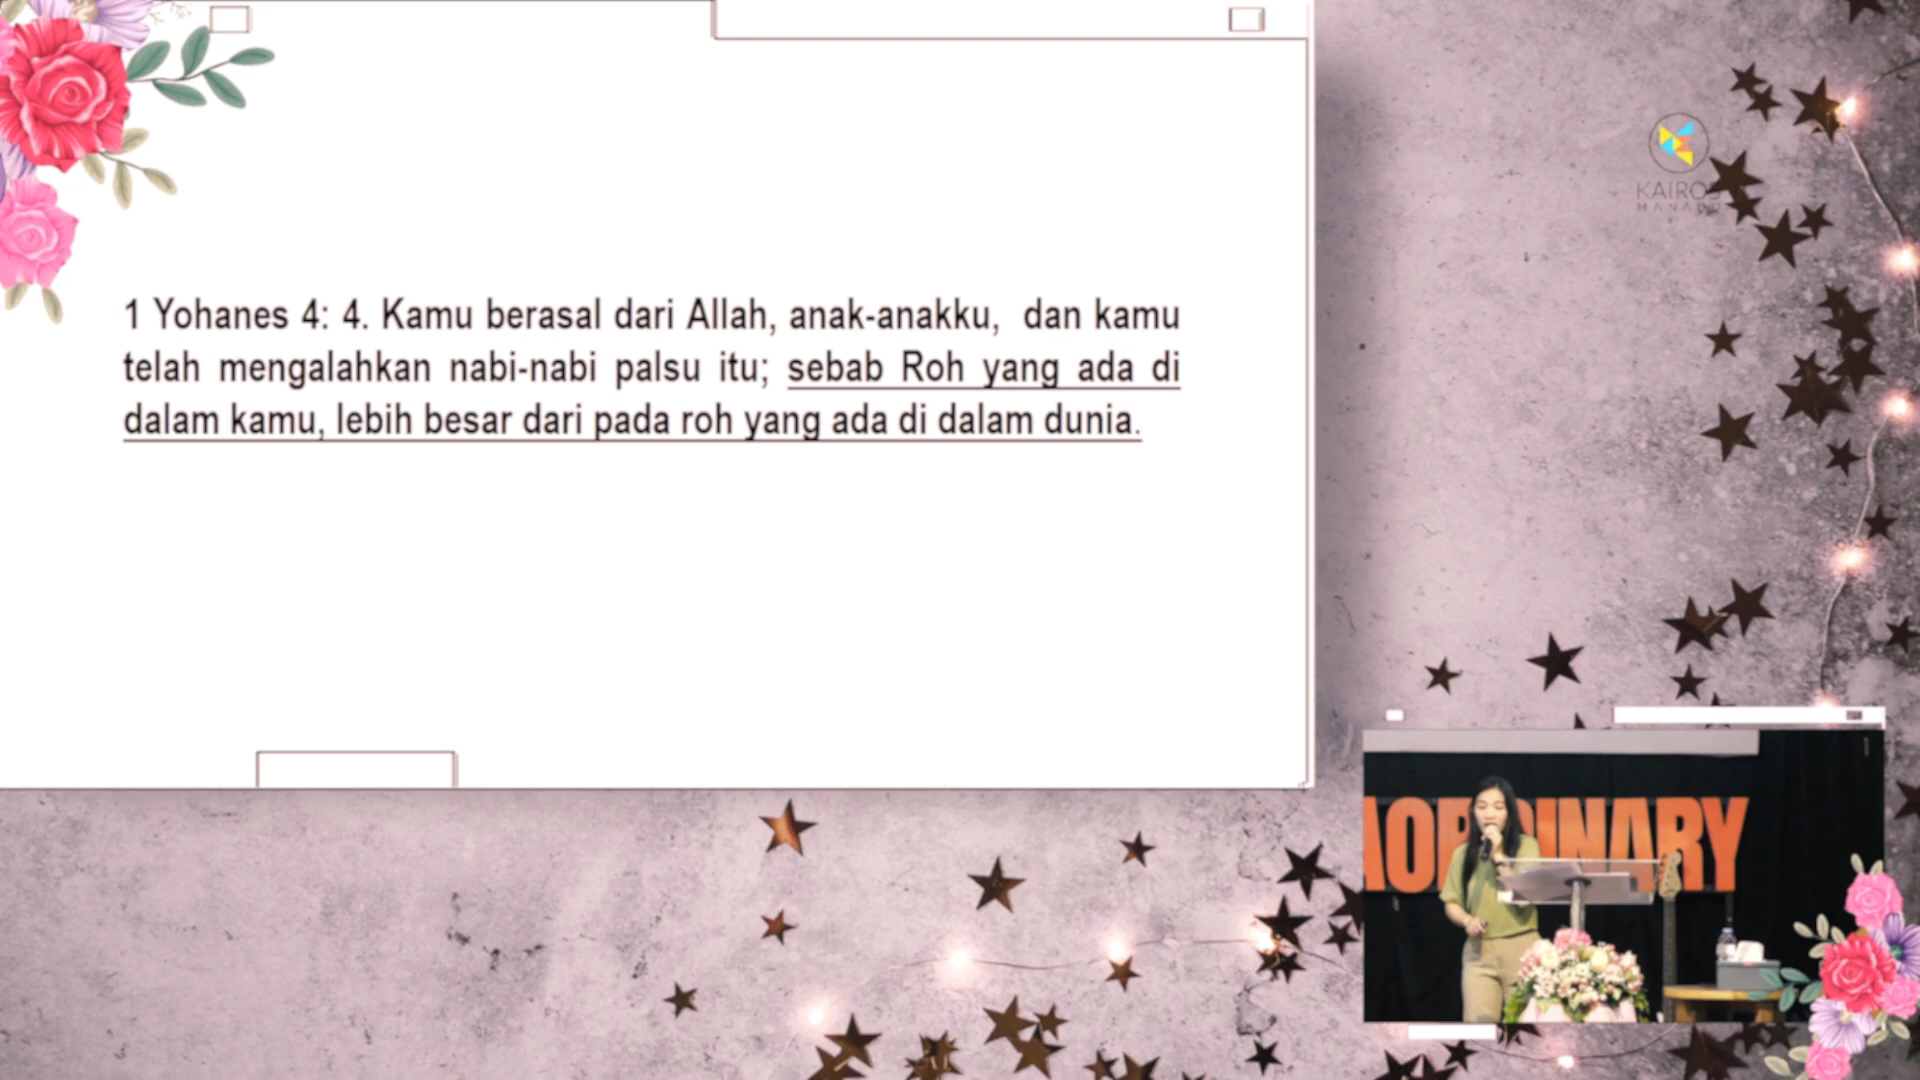 1 Yohanes 4: 4. Kamu berasal dari Allah, anak-anakku, dan kamu
telah mengalahkan nabi-nabi palsu itu; sebab Roh yang ada di
dalam kamu, lebih besar dari pada roh yang ada di dalam dunia.
KAIROS
MANADO